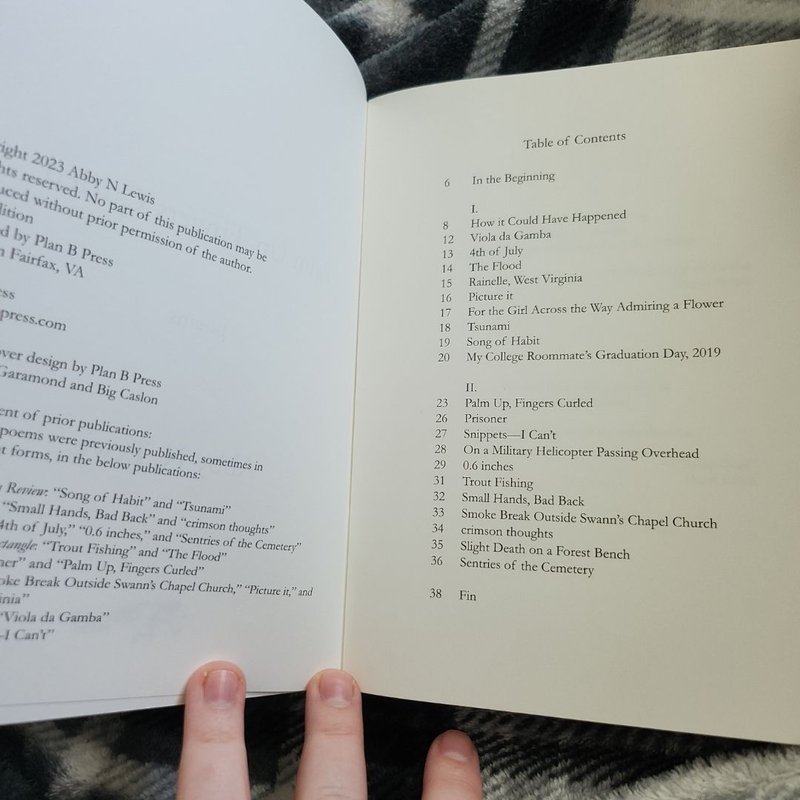 right 2023 Abby N Lewis
hts reserved. No part of this publication may be
uced without prior permission of the author.
dition
d by Plan B Press
n Fairfax, VA
ess
press.com
over design by Plan B Press
Garamond and Big Caslon
ent of prior publications:
poems were previously published, sometimes in
t forms, in the below publications:
Review: “Song of Habit” and “Tsunami”
“Small Hands, Bad Back” and “crimson thoughts”
4th of July,” “0.6 inches,” and “Sentries of the Cemetery”
ctangle: “Trout Fishing” and “The Flood”
ner” and “Palm Up, Fingers Curled”
oke Break Outside Swann’s Chapel Church,” “Picture it,” and
inia”
“Viola da Gamba”
–I Can’t”
Table of Contents
6 In the Beginning
I.
8 How it Could Have Happened
12 Viola da Gamba
13 4th of July
14 The Flood
15 Rainelle, West Virginia
16 Picture it
17 For the Girl Across the Way Admiring a Flower
18 Tsunami
19 Song of Habit
20 My College Roommate’s Graduation Day, 2019
II.
23 Palm Up, Fingers Curled
26 Prisoner
27 Snippets—I Can’t
28 On a Military Helicopter Passing Overhead
29 0.6 inches
31 Trout Fishing
32 Small Hands, Bad Back
33 Smoke Break Outside Swann’s Chapel Church
34 crimson thoughts
35 Slight Death on a Forest Bench
36 Sentries of the Cemetery
38 Fin